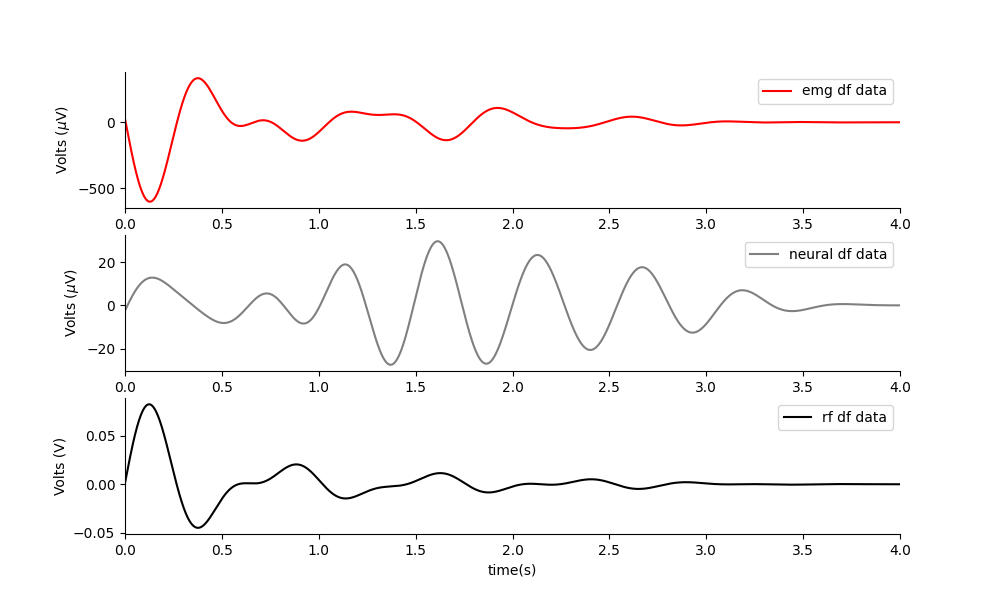 emg df data
Volts (μV)
0
−500
0.0 0.5 1.0 1.5 2.0 2.5 3.0 3.5 4.0
neural df data
Volts (μV)
20
0
−20
0.0 0.5 1.0 1.5 2.0 2.5 3.0 3.5 4.0
rf df data
Volts (V)
0.05
0.00
−0.05
0.0 0.5 1.0 1.5 2.0 2.5 3.0 3.5 4.0
time(s)